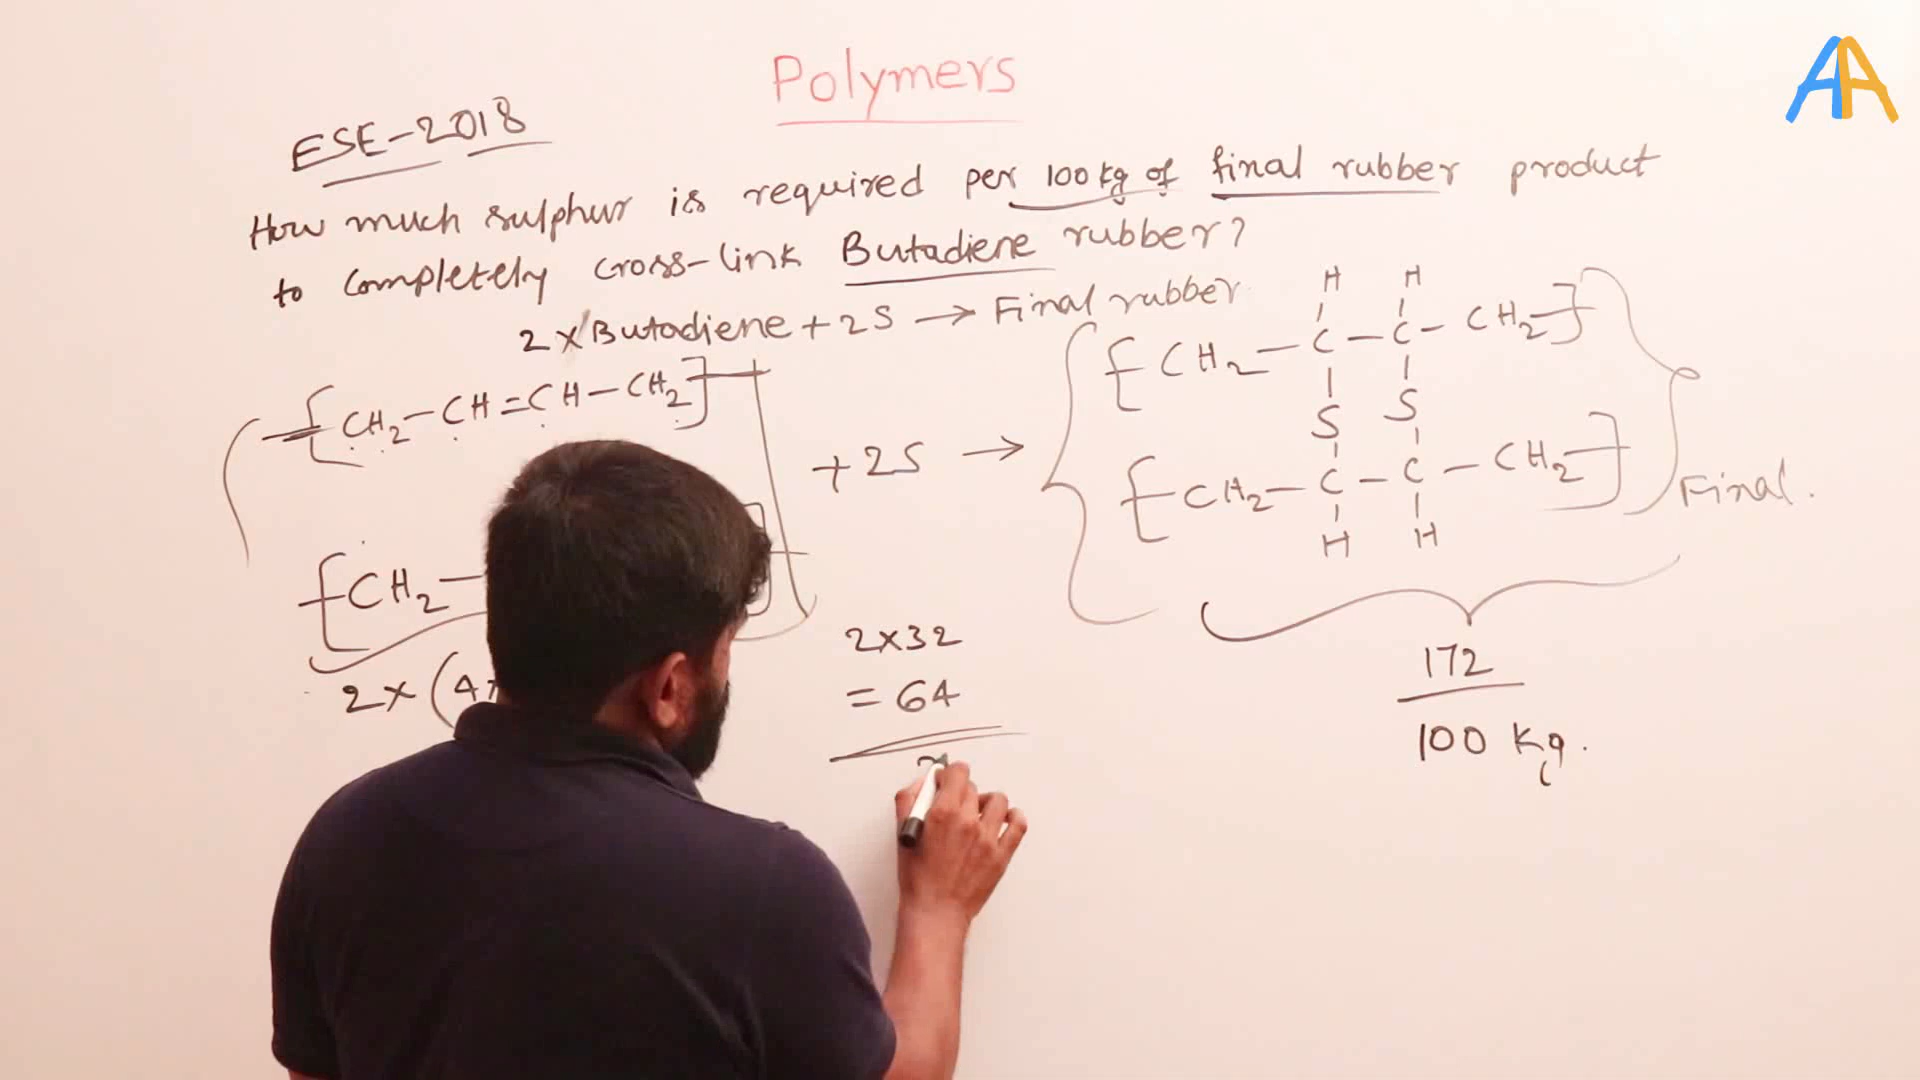 Polymers
AA
ESE-2018
How much sulphur is required per 100 kg of final rubber product
to completely cross-link Butadiene rubber?
2 x Butadiene + 2S → Final rubber
[CH2-CH=CH-CH2]
+ 2S →
[CH2-
H H
[CH2-C-C-CH2]
S S
[CH2-C-C-CH2]
H H
Final.
2x(4
2x32
= 64
172
100 Kg.